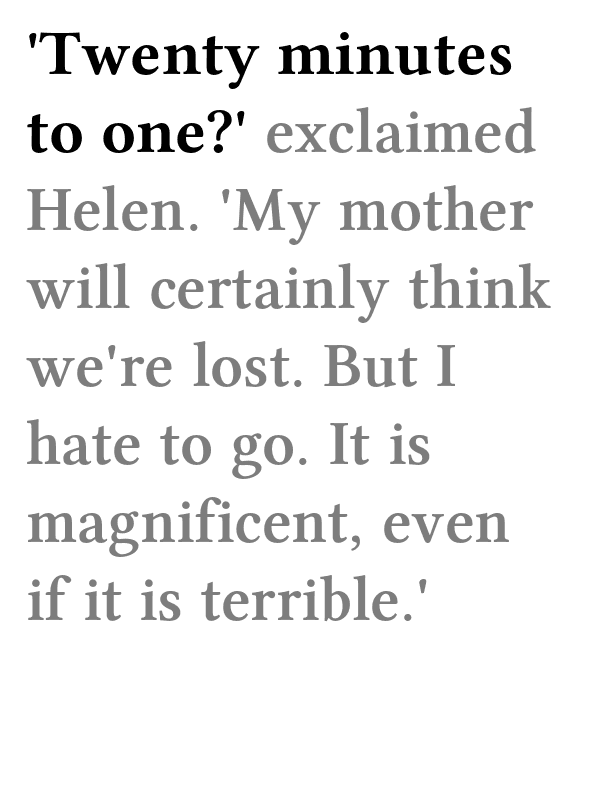 'Twenty minutes
to one?' exclaimed
Helen. 'My mother
will certainly think
we're lost. But I
hate to go. It is
magnificent, even
if it is terrible.'